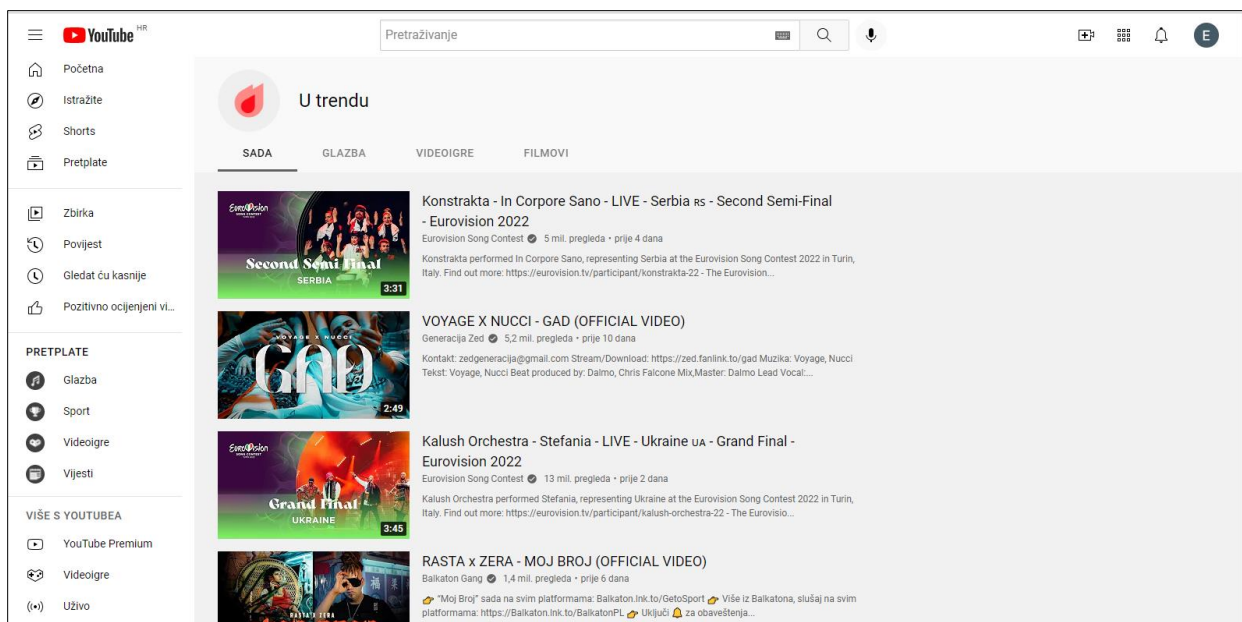 YouTube HR
Pretraživanje
E
Početna
Istražite
Shorts
Pretplate
Zbirka
Povijest
Gledat ću kasnije
Pozitivno ocijenjeni vi...
PRETPLATE
Glazba
Sport
Videoigre
Vijesti
VIŠE S YOUTUBEA
YouTube Premium
Videoigre
Uživo
U trendu
SADA GLAZBA VIDEOIGRE FILMOVI
EUROVISION
SONG CONTEST
Second Semi Final
SERBIA
3:31
Konstrakta - In Corpore Sano - LIVE - Serbia RS - Second Semi-Final
- Eurovision 2022
Eurovision Song Contest 5 mil. pregleda • prije 4 dana
Konstrakta performed In Corpore Sano, representing Serbia at the Eurovision Song Contest 2022 in Turin,
Italy. Find out more: https://eurovision.tv/participant/konstrakta-22 - The Eurovision...
VOYAGE X NUCCI
GAD
2:49
VOYAGE X NUCCI - GAD (OFFICIAL VIDEO)
Generacija Zed 5,2 mil. pregleda • prije 10 dana
Kontakt: zedgeneracija@gmail.com Stream/Download: https://zed.fanlink.to/gad Muzika: Voyage, Nucci
Tekst: Voyage, Nucci Beat produced by: Dalmo, Chris Falcone Mix,Master: Dalmo Lead Vocal:...
EUROVISION
SONG CONTEST
Grand Final
UKRAINE
3:45
Kalush Orchestra - Stefania - LIVE - Ukraine UA - Grand Final -
Eurovision 2022
Eurovision Song Contest 13 mil. pregleda • prije 2 dana
Kalush Orchestra performed Stefania, representing Ukraine at the Eurovision Song Contest 2022 in Turin,
Italy. Find out more: https://eurovision.tv/participant/kalush-orchestra-22 - The Eurovisio...
RASTA X ZERA
RASTA x ZERA - MOJ BROJ (OFFICIAL VIDEO)
Balkaton Gang 1,4 mil. pregleda • prije 6 dana
👉 "Moj Broj" sada na svim platformama: Balkaton.lnk.to/GetoSport 👉 Više iz Balkatona, slušaj na svim
platformama: https://Balkaton.lnk.to/BalkatonPL 👉 Uključi 🔔 za obaveštenja...